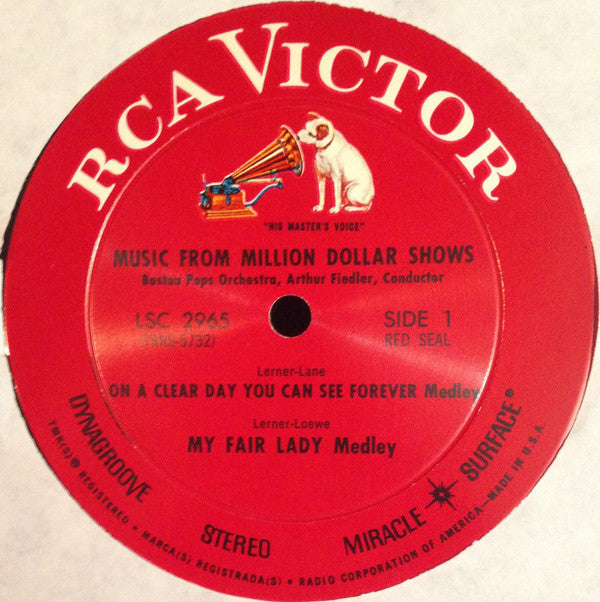 RCA VICTOR
"HIS MASTER'S VOICE"
MUSIC FROM MILLION DOLLAR SHOWS
Boston Pops Orchestra, Arthur Fiedler, Conductor
LSC 2965 SIDE 1
RED SEAL
Lerner-Lane
ON A CLEAR DAY YOU CAN SEE FOREVER Medley
Lerner-Loewe
MY FAIR LADY Medley
DYNAGROOVE STEREO MIRACLE SURFACE®
TMK(S) ® REGISTERED • MARCA(S) REGISTRADA(S) • RADIO CORPORATION OF AMERICA—MADE IN U.S.A.